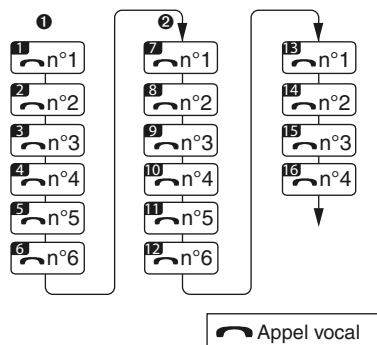 ❶ ❷
1 n°1
2 n°2
3 n°3
4 n°4
5 n°5
6 n°6
7 n°1
8 n°2
9 n°3
10 n°4
11 n°5
12 n°6
13 n°1
14 n°2
15 n°3
16 n°4
Appel vocal